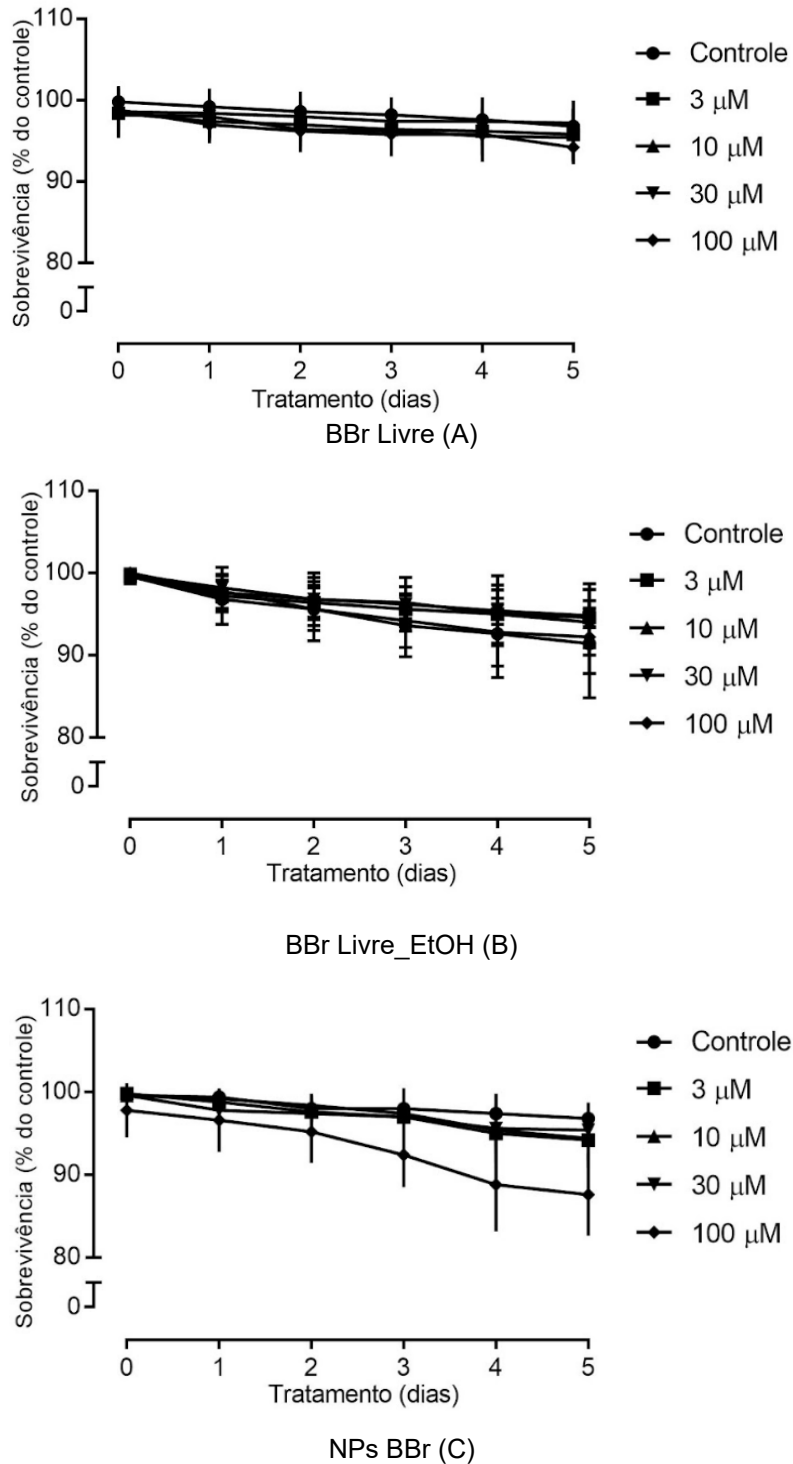 Sobrevivência (% do controle)
110
100
90
80
0
0 1 2 3 4 5
Tratamento (dias)
Controle
3 μM
10 μM
30 μM
100 μM
BBr Livre (A)
Sobrevivência (% do controle)
110
100
90
80
0
0 1 2 3 4 5
Tratamento (dias)
Controle
3 μM
10 μM
30 μM
100 μM
BBr Livre_EtOH (B)
Sobrevivência (% do controle)
110
100
90
80
0
0 1 2 3 4 5
Tratamento (dias)
Controle
3 μM
10 μM
30 μM
100 μM
NPs BBr (C)